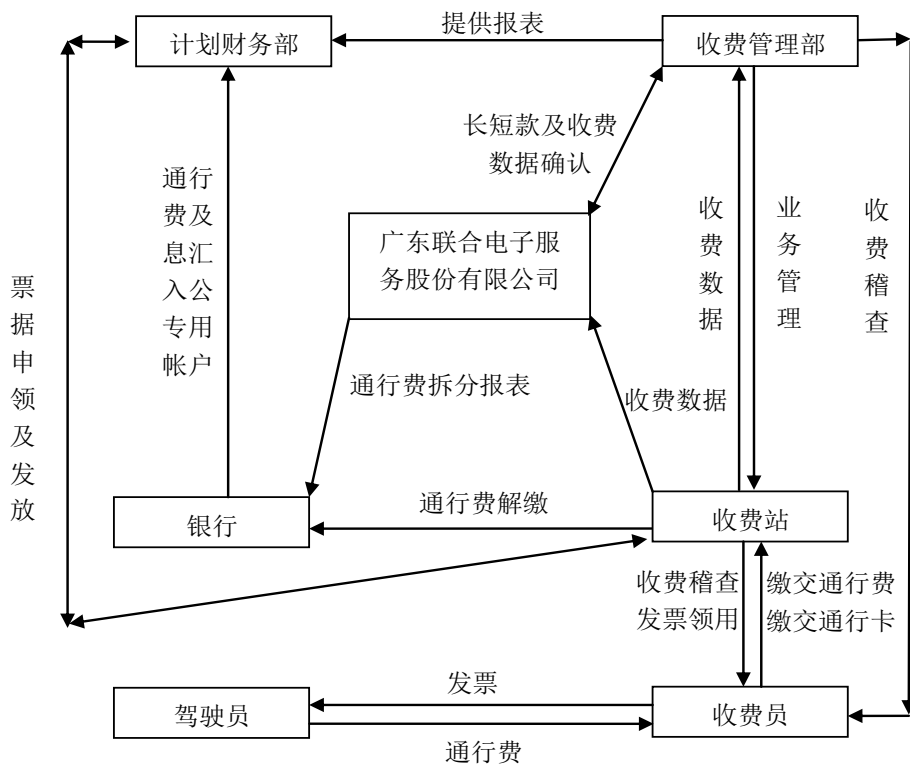 提供报表
计划财务部
收费管理部
长短款及收费
数据确认
通行
费及
息汇
入公
专用
帐户
广东联合电子服
务股份有限公司
收费数据
业务管理
收费稽查
票据申领及发放
通行费拆分报表
收费数据
通行费解缴
银行
收费站
收费稽查
发票领用
缴交通行费
缴交通行卡
发票
驾驶员
收费员
通行费